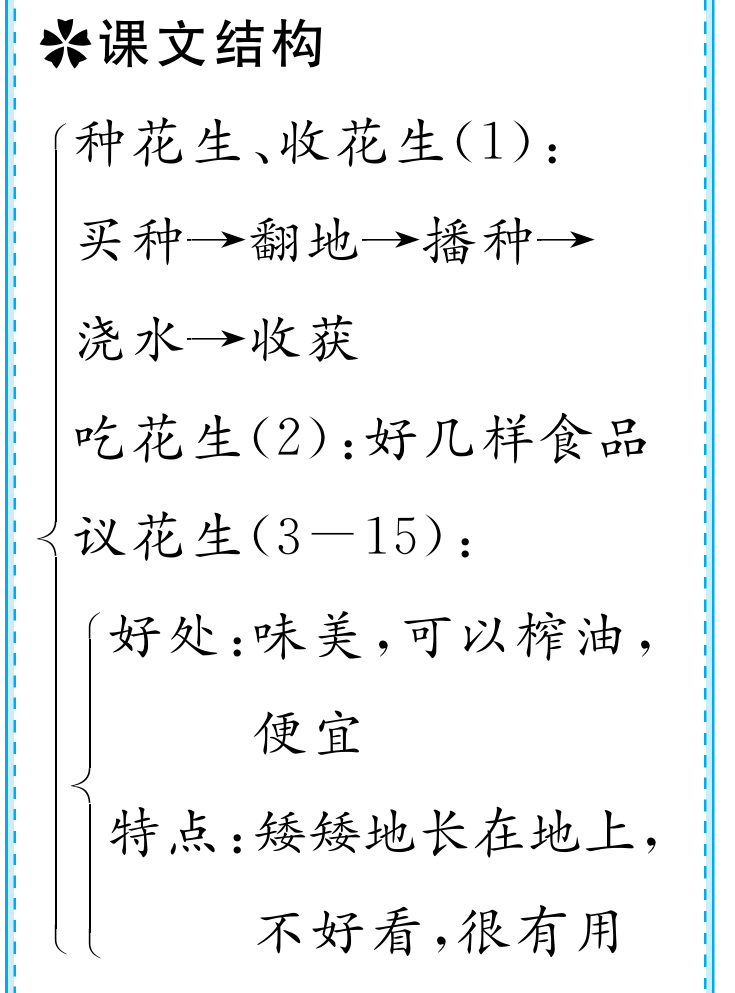 课文结构
种花生、收花生(1):
买种→翻地→播种→
浇水→收获
吃花生(2):好几样食品
议花生(3-15):
好处:味美,可以榨油,
便宜
特点:矮矮地长在地上,
不好看,很有用